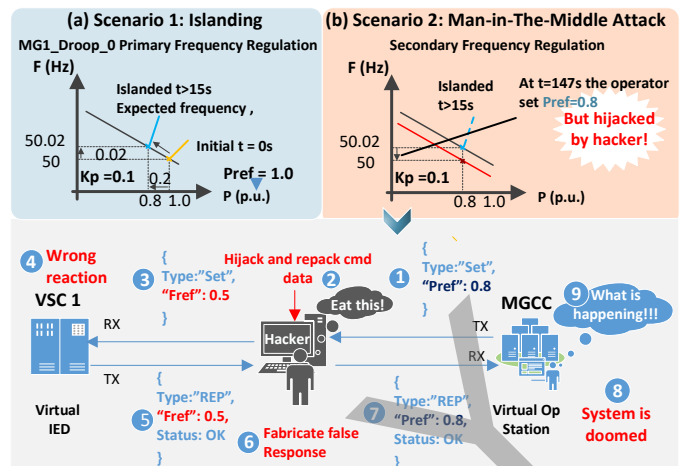 (a) Scenario 1: Islanding
MG1_Droop_0 Primary Frequency Regulation
F (Hz)
Islanded t>15s
Expected frequency ,
50.02
50
0.02
Initial t = 0s
Kp=0.1
0.2
Pref = 1.0
0.8 1.0
P (p.u.)
(b) Scenario 2: Man-in-The-Middle Attack
Secondary Frequency Regulation
F (Hz)
Islanded
t>15s
At t=147s the operator
set Pref=0.8
But hijacked
by hacker!
50.02
50
Kp =0.1
0.8 1.0
P (p.u.)
4 Wrong
reaction
VSC 1
RX
TX
Virtual
IED
3
{
Type:"Set",
“Fref”: 0.5
}
Hijack and repack cmd
data
2
Eat this!
Hacker
1
{
Type:"Set",
“Pref”: 0.8
}
MGCC
TX
RX
9 What is
happening!!!
5
{
Type:”REP”,
“Fref”: 0.5,
Status: OK
}
6 Fabricate false
Response
7
{
Type:”REP”,
“Pref”: 0.8,
Status: OK
}
Virtual Op
Station
8
System is
doomed